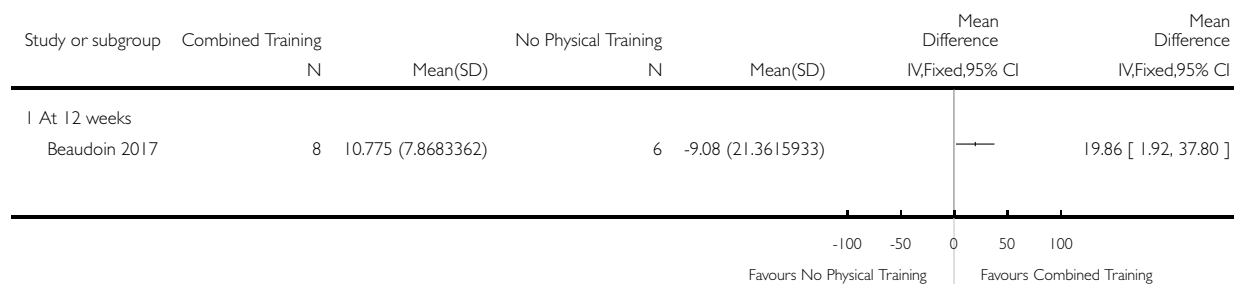 Mean Mean
Study or subgroup Combined Training No Physical Training Difference Difference
N Mean(SD) N Mean(SD) IV,Fixed,95% CI IV,Fixed,95% CI
1 At 12 weeks
Beaudoin 2017 8 10.775 (7.8683362) 6 -9.08 (21.3615933) 19.86 [ 1.92, 37.80 ]
-100 -50 0 50 100
Favours No Physical Training Favours Combined Training